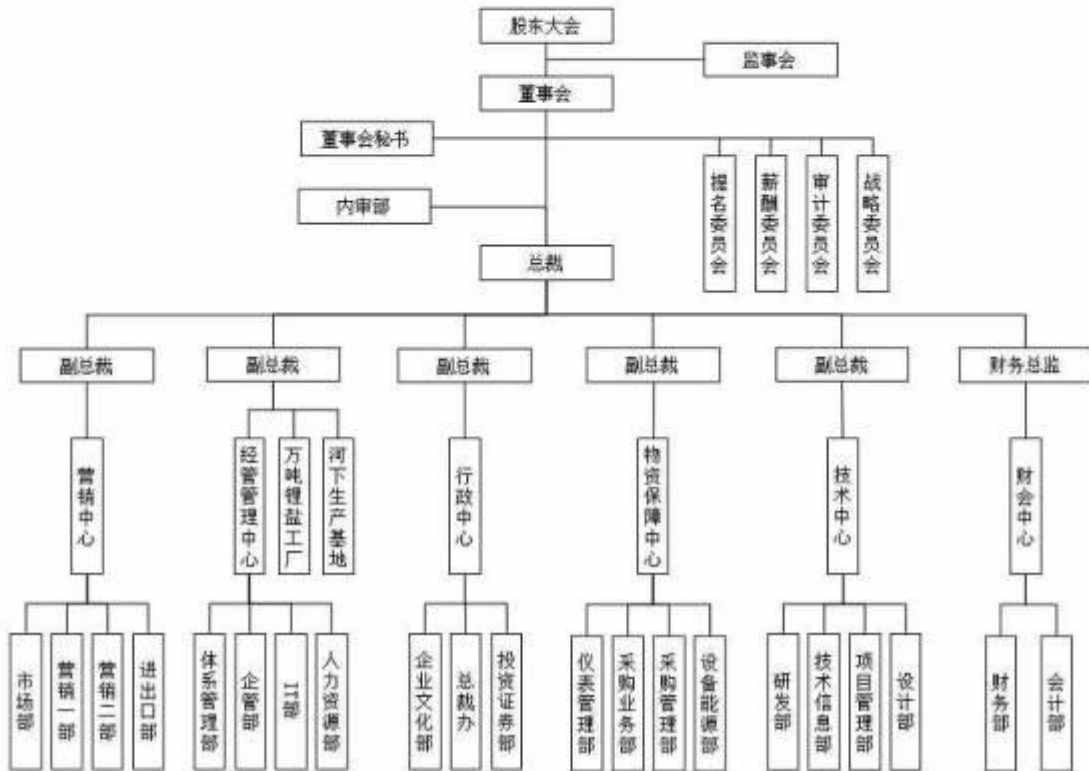 股东大会
监事会
董事会
董事会秘书
提名委员会
薪酬委员会
审计委员会
战略委员会
内审部
总裁
副总裁
副总裁
副总裁
副总裁
副总裁
财务总监
营销中心
经管管理中心
万吨锂盐工厂
河下生产基地
行政中心
物资保障中心
技术中心
财会中心
市场部
营销一部
营销二部
进出口部
体系管理部
企管部
IT部
人力资源部
企业文化部
总裁办
投资证券部
仪表管理部
采购业务部
采购管理部
设备能源部
研发部
技术信息部
项目管理部
设计部
财务部
会计部